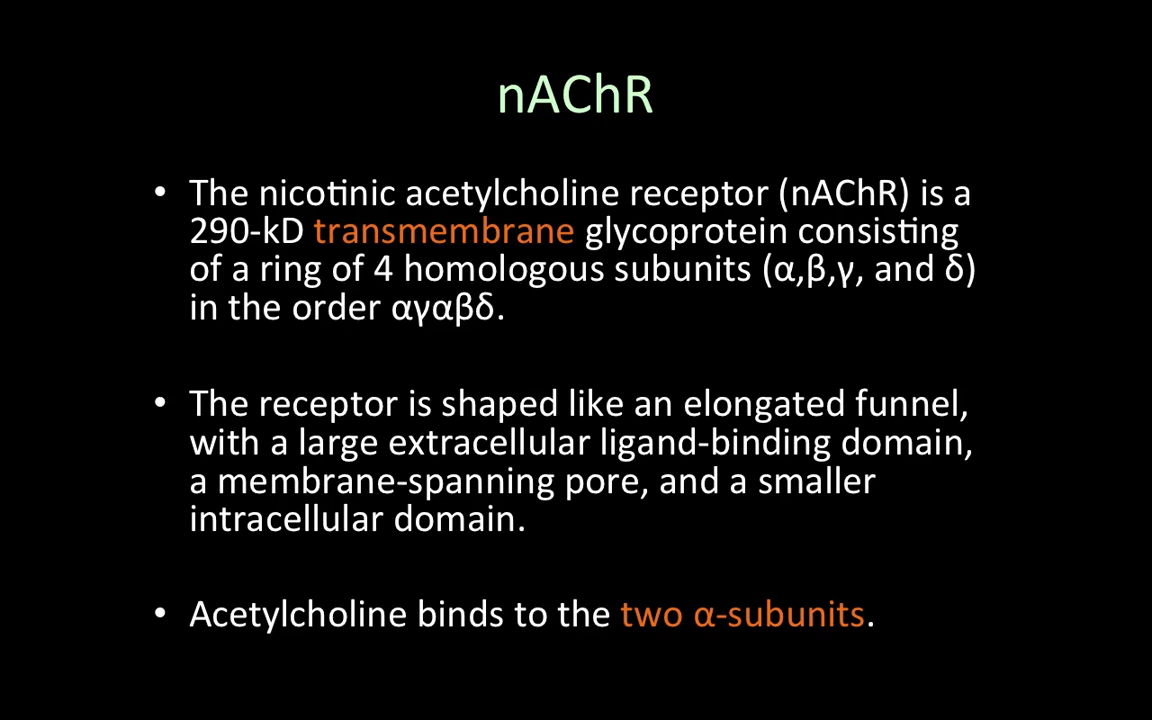 nAChR
• The nicotinic acetylcholine receptor (nAChR) is a
290-kD transmembrane glycoprotein consisting
of a ring of 4 homologous subunits (α,β,γ, and δ)
in the order αγαβδ.
• The receptor is shaped like an elongated funnel,
with a large extracellular ligand-binding domain,
a membrane-spanning pore, and a smaller
intracellular domain.
• Acetylcholine binds to the two α-subunits.